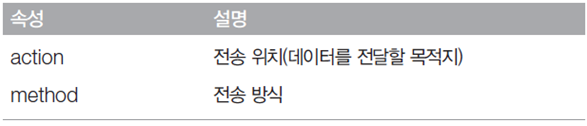 속성 설명
action 전송 위치(데이터를 전달할 목적지)
method 전송 방식